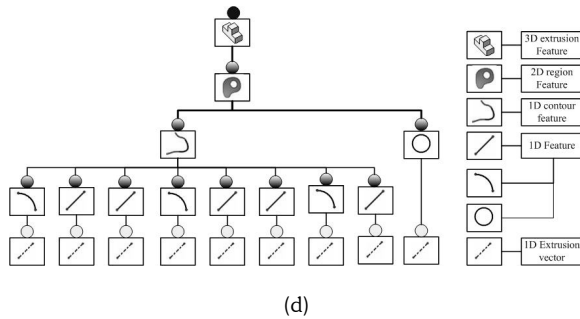 3D extrusion
Feature
2D region
Feature
1D contour
feature
1D Feature
1D Extrusion
vector
(d)